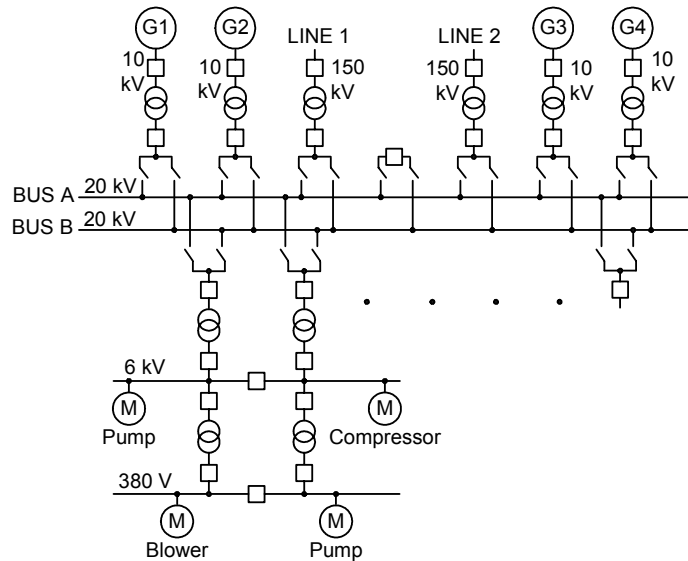 G1 G2 LINE 1 LINE 2 G3 G4
10 kV 10 kV 150 kV 150 kV 10 kV 10 kV
BUS A 20 kV
BUS B 20 kV
6 kV
M M
Pump Compressor
380 V
M M
Blower Pump